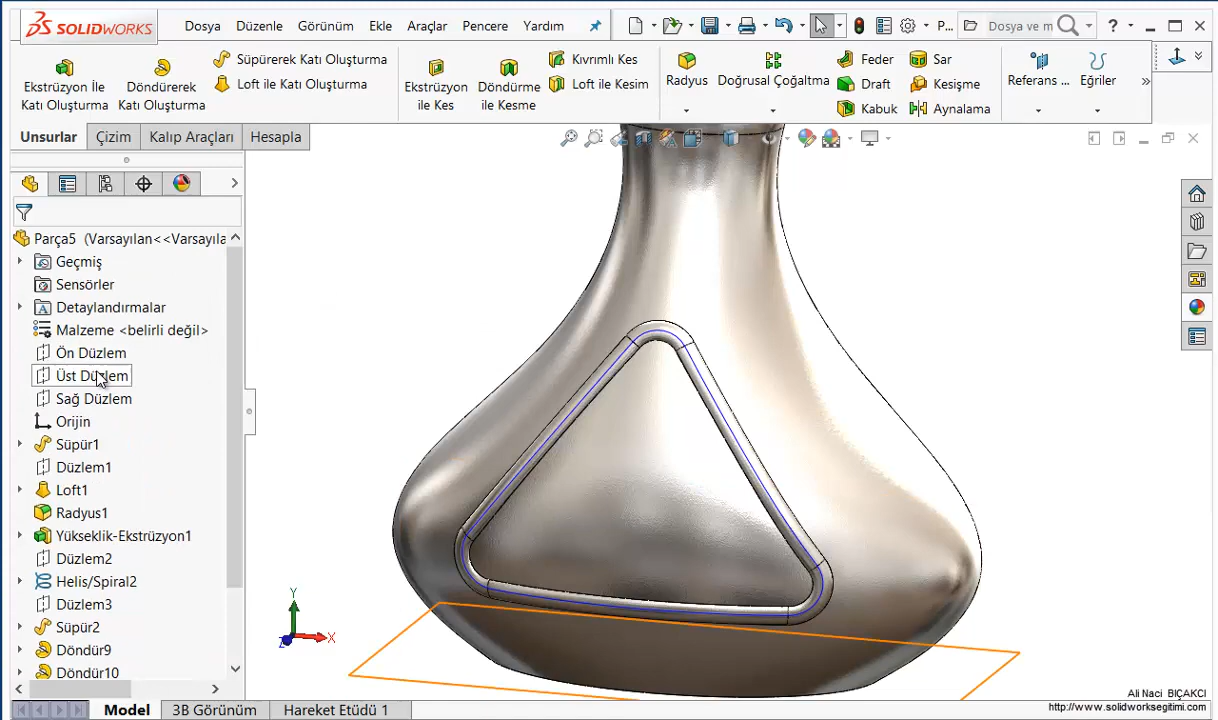 SOLIDWORKS Dosya Düzenle Görünüm Ekle Araçlar Pencere Yardım P... Dosya ve m ?
Ekstrüzyon İle Katı Oluşturma
Döndürerek Katı Oluşturma
Süpürerek Katı Oluşturma
Loft ile Katı Oluşturma
Ekstrüzyon ile Kes
Döndürme ile Kesme
Kıvrımlı Kes
Loft ile Kesim
Radyus
Doğrusal Çoğaltma
Feder
Draft
Kabuk
Sar
Kesişme
Aynalama
Referans ...
Eğriler
Unsurlar Çizim Kalıp Araçları Hesapla
Parça5 (Varsayılan<<Varsayıla
Geçmiş
Sensörler
Detaylandırmalar
Malzeme <belirli değil>
Ön Düzlem
Üst Düzlem
Sağ Düzlem
Orijin
Süpür1
Düzlem1
Loft1
Radyus1
Yükseklik-Ekstrüzyon1
Düzlem2
Helis/Spiral2
Düzlem3
Süpür2
Döndür9
Döndür10
Y
X
Z
Ali Naci BIÇAKCI
http://www.solidworksegitimi.com
Model 3B Görünüm Hareket Etüdü 1